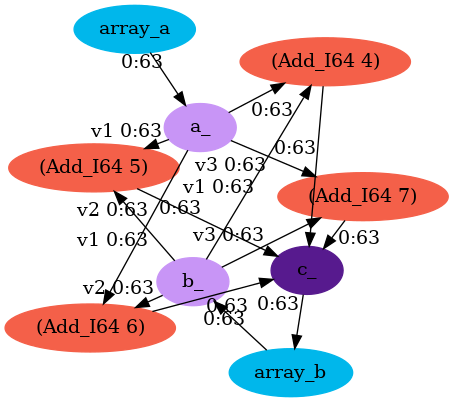 array_a
0:63
(Add_I64 4)
0:63
a_
v1 0:63
0:63
(Add_I64 5)
v3 0:63
v1 0:63
(Add_I64 7)
v2 0:63
0:63
v1 0:63
v3 0:63
0:63
c_
b_
v2 0:63
0:63
0:63
0:63
(Add_I64 6)
array_b